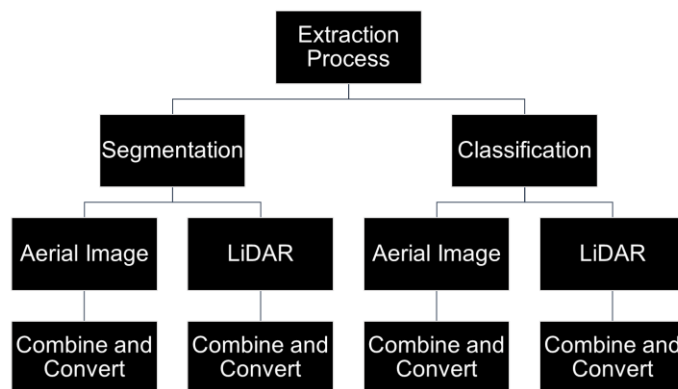 Extraction
Process
Segmentation
Classification
Aerial Image
LiDAR
Aerial Image
LiDAR
Combine and
Convert
Combine and
Convert
Combine and
Convert
Combine and
Convert